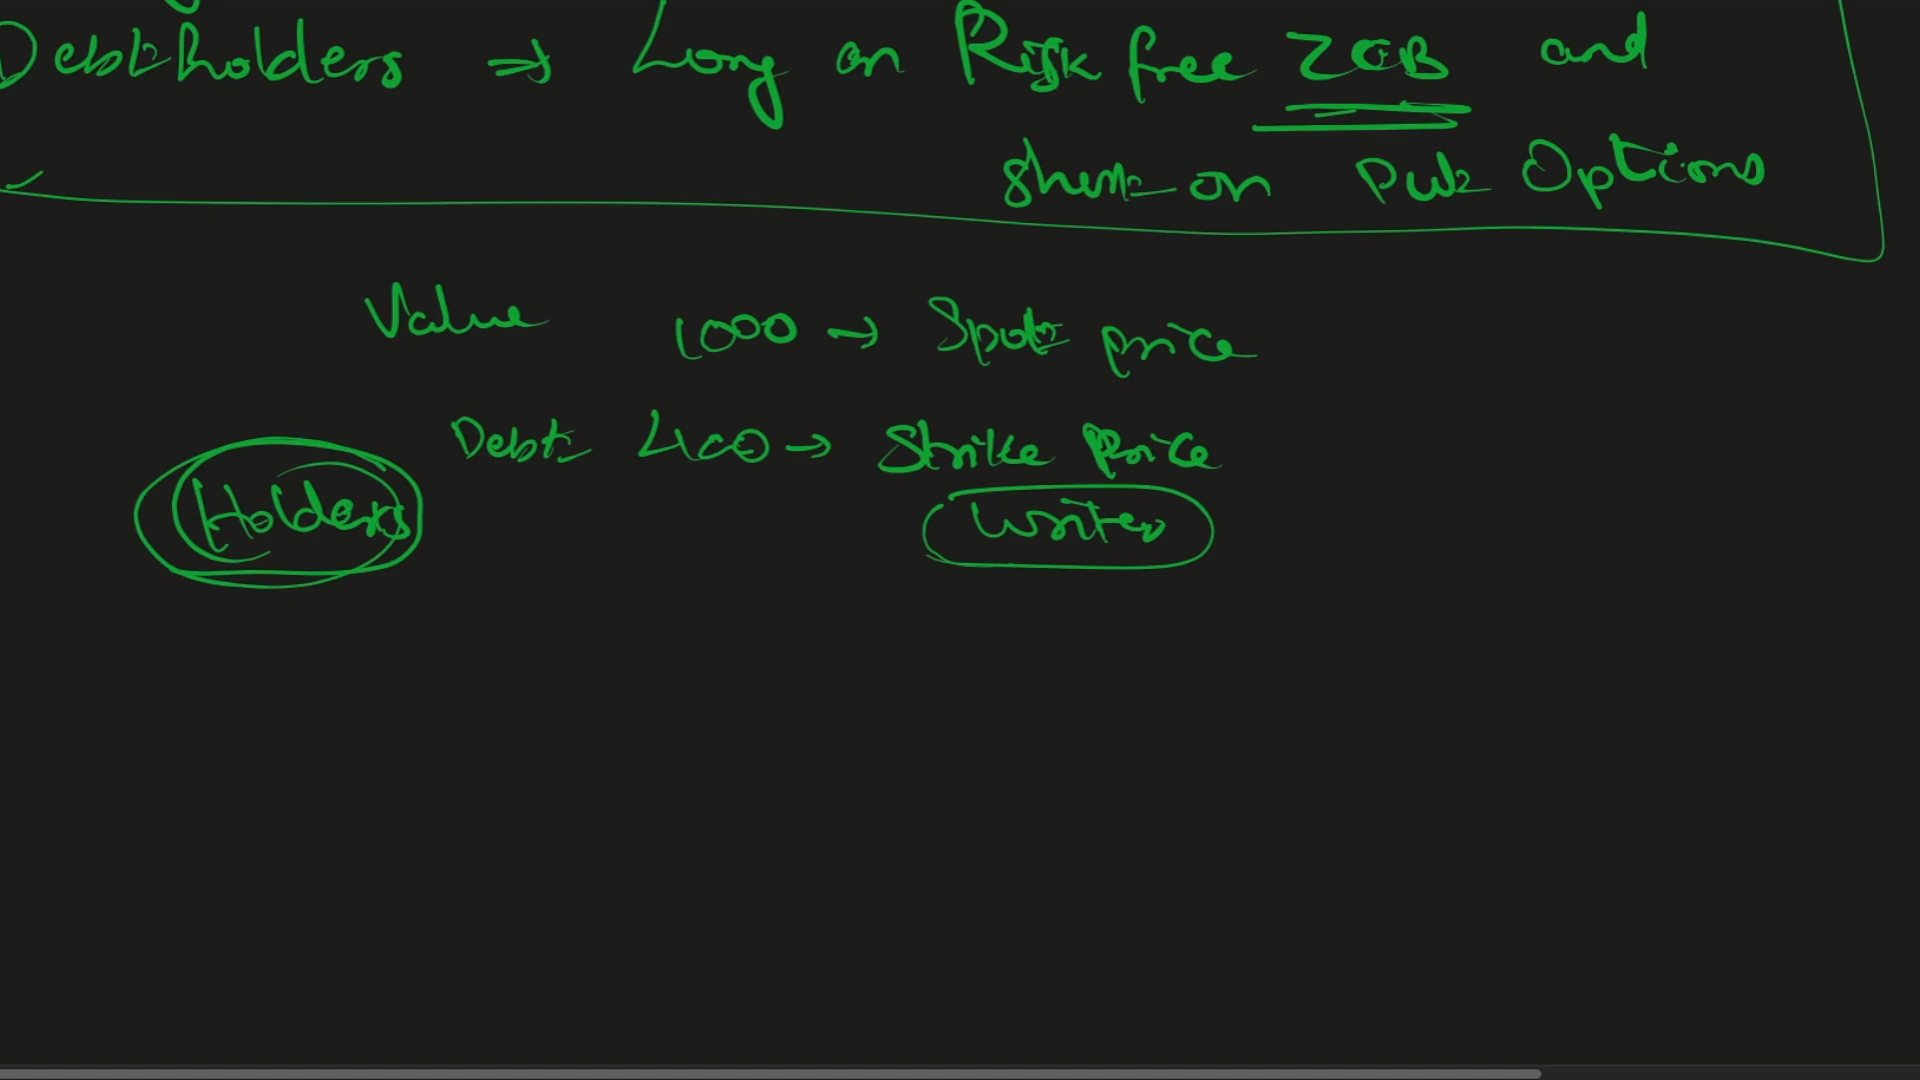 Debtholders ⇒ Long on Risk free ZCB and
short on Put Options
Value 1000 → Spot price
Debt 400 → Strike Price
Holders Writer